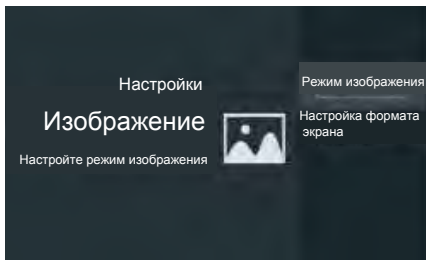 Настройки
Изображение
Настройте режим изображения
Режим изображения
Настройка формата
экрана